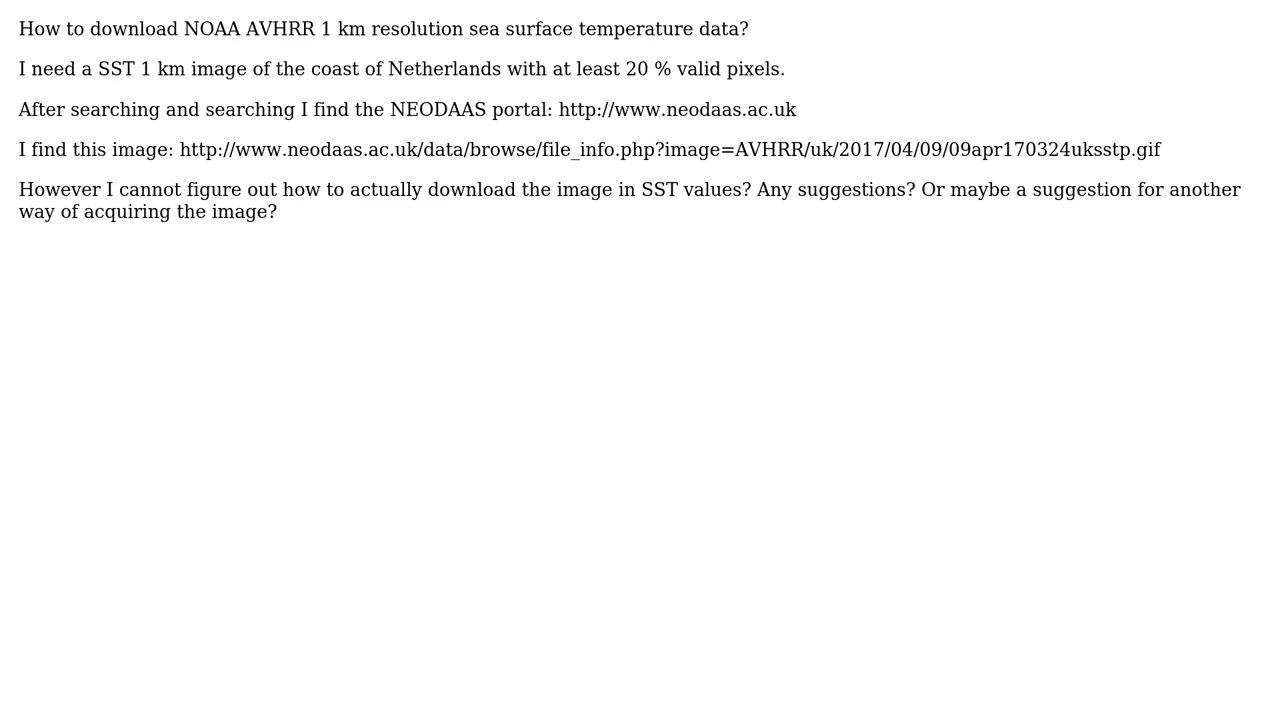 How to download NOAA AVHRR 1 km resolution sea surface temperature data?
I need a SST 1 km image of the coast of Netherlands with at least 20 % valid pixels.
After searching and searching I find the NEODAAS portal: http://www.neodaas.ac.uk
I find this image: http://www.neodaas.ac.uk/data/browse/file_info.php?image=AVHRR/uk/2017/04/09/09apr170324uksstp.gif
However I cannot figure out how to actually download the image in SST values? Any suggestions? Or maybe a suggestion for another
way of acquiring the image?